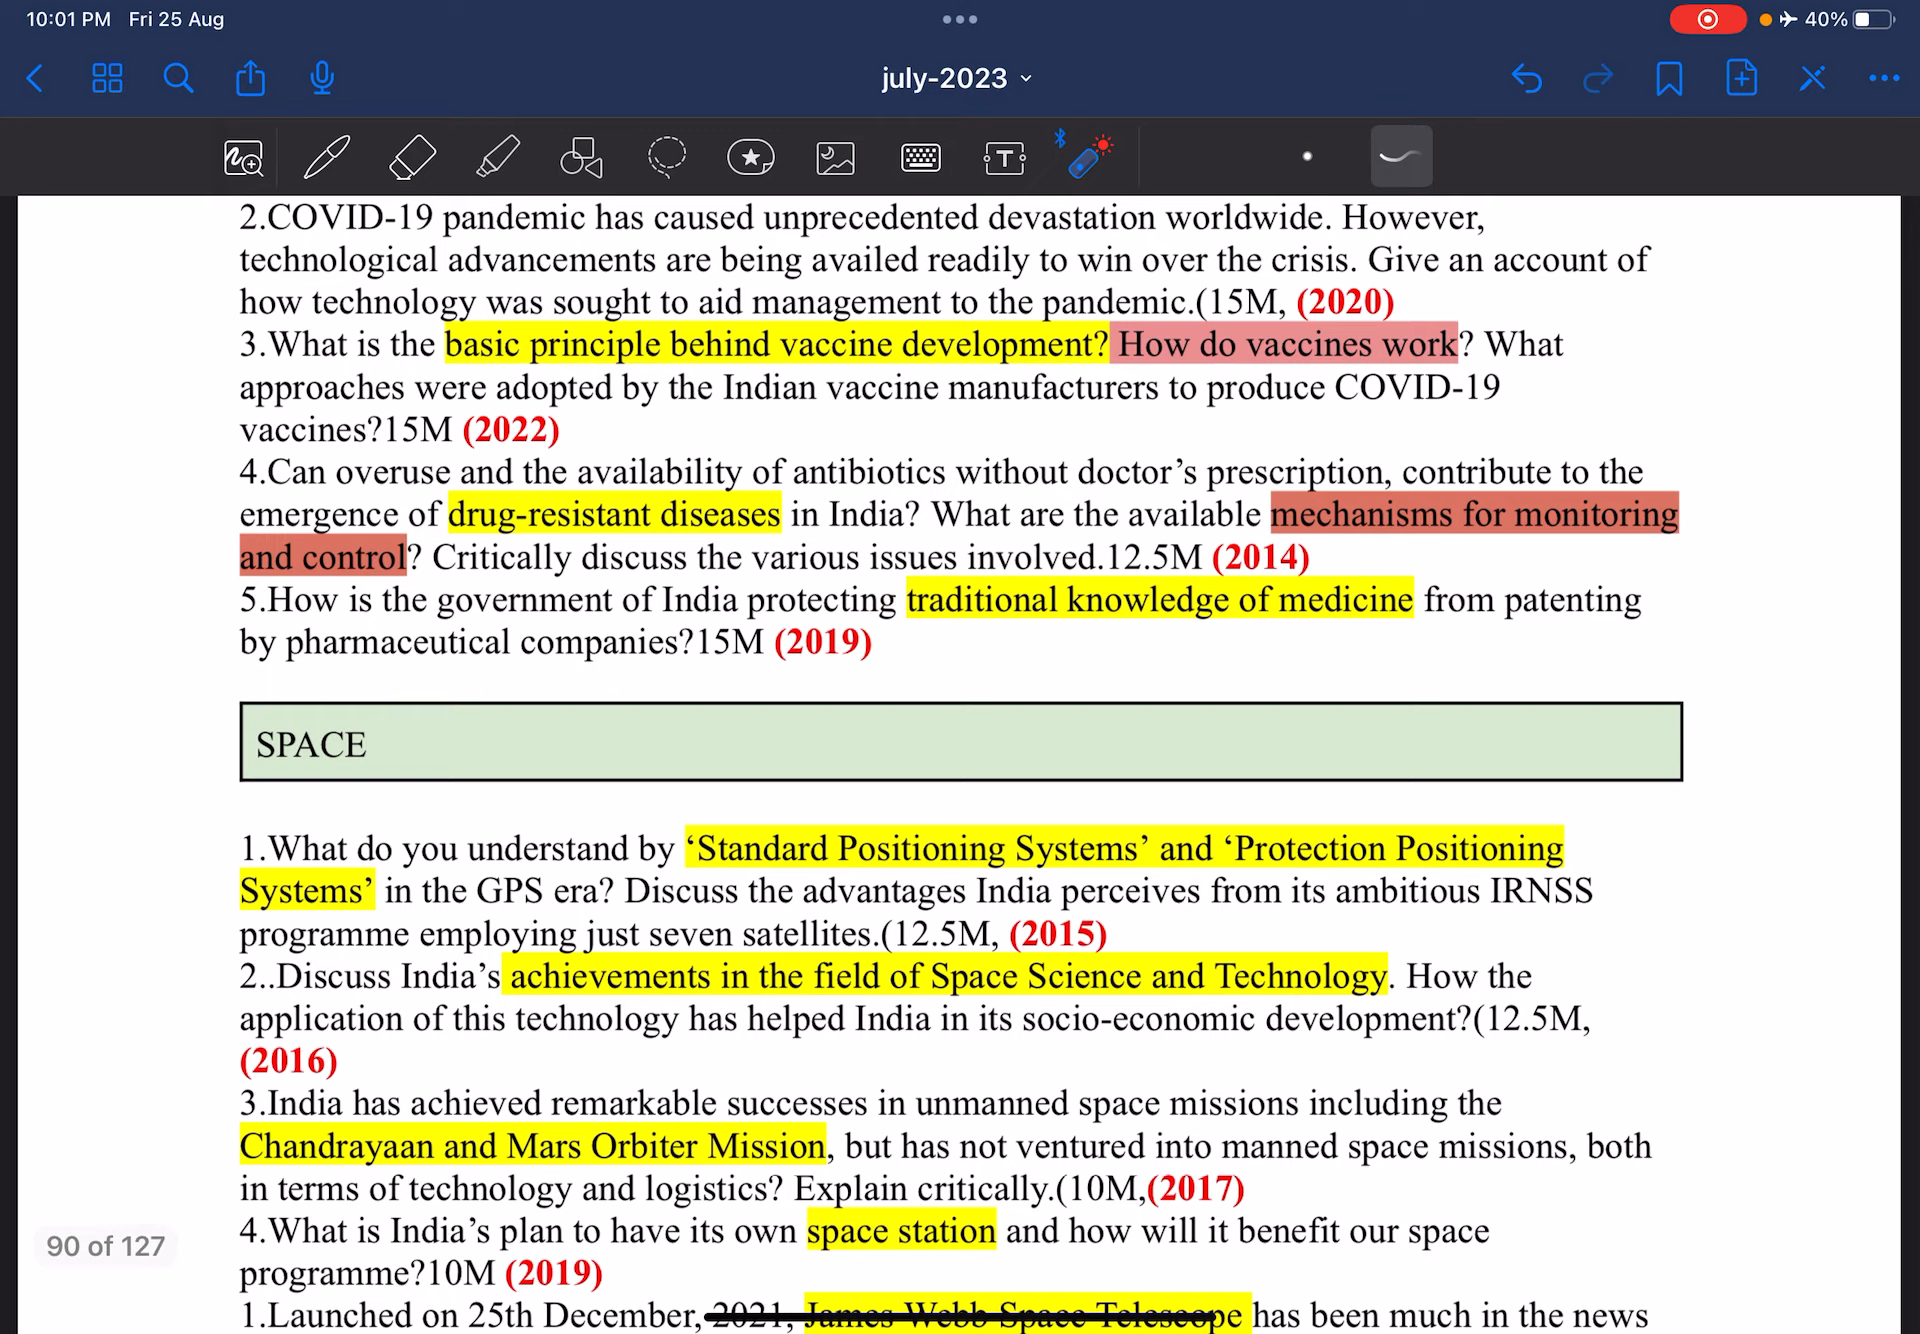 10:01 PM Fri 25 Aug
40%
july-2023
2.COVID-19 pandemic has caused unprecedented devastation worldwide. However,
technological advancements are being availed readily to win over the crisis. Give an account of
how technology was sought to aid management to the pandemic.(15M, (2020)
3.What is the basic principle behind vaccine development? How do vaccines work? What
approaches were adopted by the Indian vaccine manufacturers to produce COVID-19
vaccines?15M (2022)
4.Can overuse and the availability of antibiotics without doctor’s prescription, contribute to the
emergence of drug-resistant diseases in India? What are the available mechanisms for monitoring
and control? Critically discuss the various issues involved.12.5M (2014)
5.How is the government of India protecting traditional knowledge of medicine from patenting
by pharmaceutical companies?15M (2019)
SPACE
1.What do you understand by ‘Standard Positioning Systems’ and ‘Protection Positioning
Systems’ in the GPS era? Discuss the advantages India perceives from its ambitious IRNSS
programme employing just seven satellites.(12.5M, (2015)
2..Discuss India’s achievements in the field of Space Science and Technology. How the
application of this technology has helped India in its socio-economic development?(12.5M,
(2016)
3.India has achieved remarkable successes in unmanned space missions including the
Chandrayaan and Mars Orbiter Mission, but has not ventured into manned space missions, both
in terms of technology and logistics? Explain critically.(10M,(2017)
4.What is India’s plan to have its own space station and how will it benefit our space
programme?10M (2019)
1.Launched on 25th December, 2021, James Webb Space Telescope has been much in the news
90 of 127